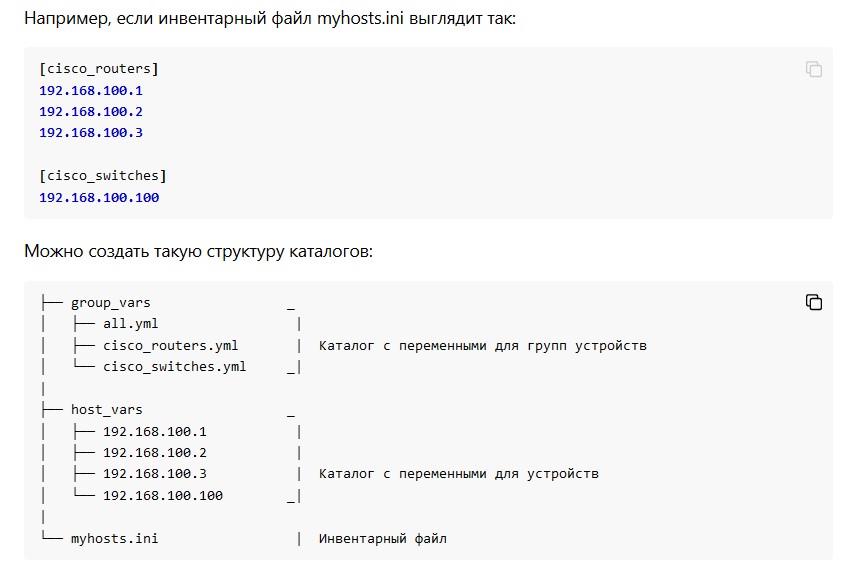 Например, если инвентарный файл myhosts.ini выглядит так:
[cisco_routers]
192.168.100.1
192.168.100.2
192.168.100.3
[cisco_switches]
192.168.100.100
Можно создать такую структуру каталогов:
├── group_vars                 _
│   ├── all.yml                 |
│   ├── cisco_routers.yml       |  Каталог с переменными для групп устройств
│   └── cisco_switches.yml     _|
|
├── host_vars                  _
│   ├── 192.168.100.1           |
│   ├── 192.168.100.2           |
│   ├── 192.168.100.3           |  Каталог с переменными для устройств
│   └── 192.168.100.100        _|
|
└── myhosts.ini                 |  Инвентарный файл